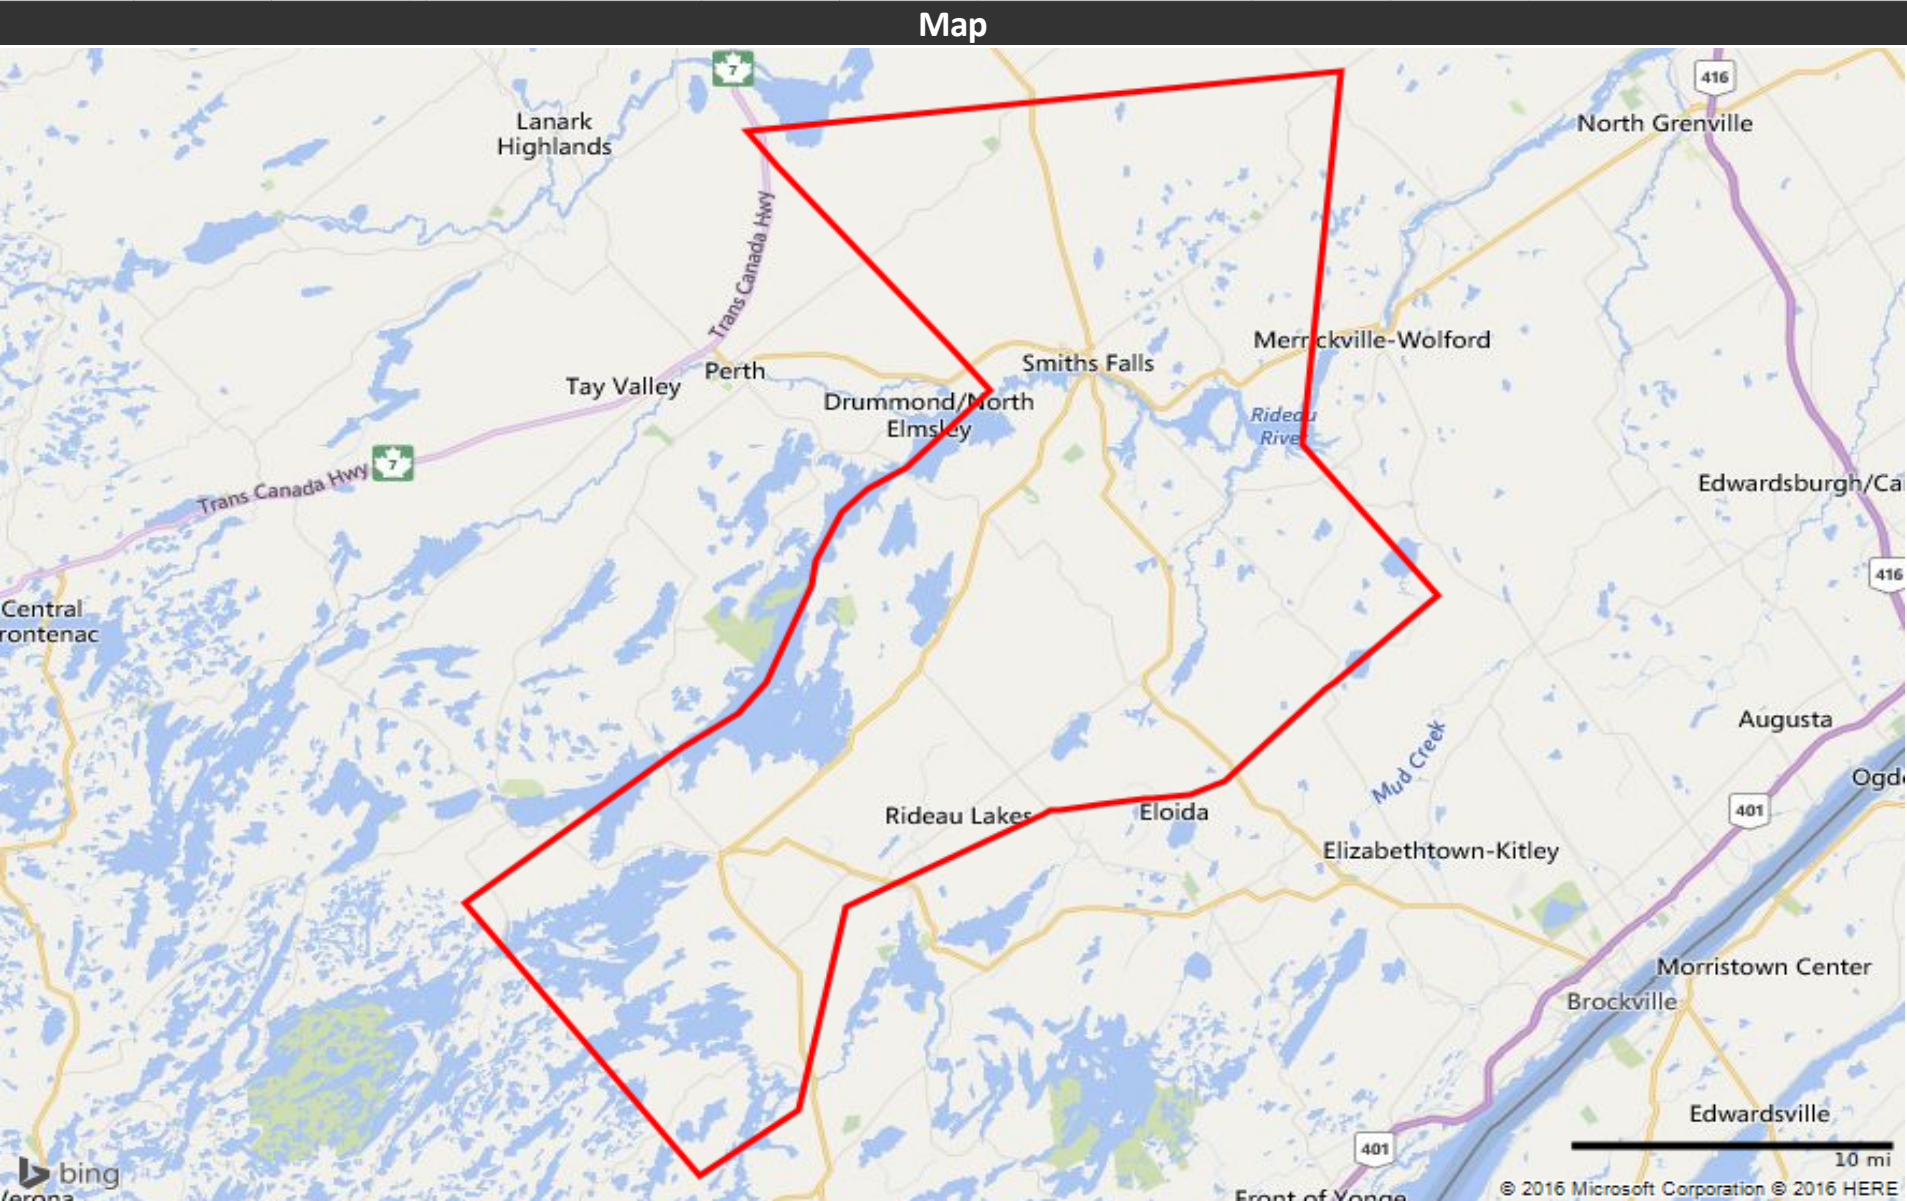 Map
7
416
Lanark
Highlands
North Grenville
Trans Canada Hwy
Merrickville-Wolford
Smiths Falls
Perth
Tay Valley
Drummond/North
Elmsley
Rideau
River
7
Trans Canada Hwy
Edwardsburgh/Ca
416
Central
rontenac
Augusta
Mud Creek
Ogd
401
Rideau Lakes
Eloida
Elizabethtown-Kitley
Morristown Center
Brockville
Edwardsville
401
10 mi
bing
Verona
Front of Yonge
© 2016 Microsoft Corporation © 2016 HERE